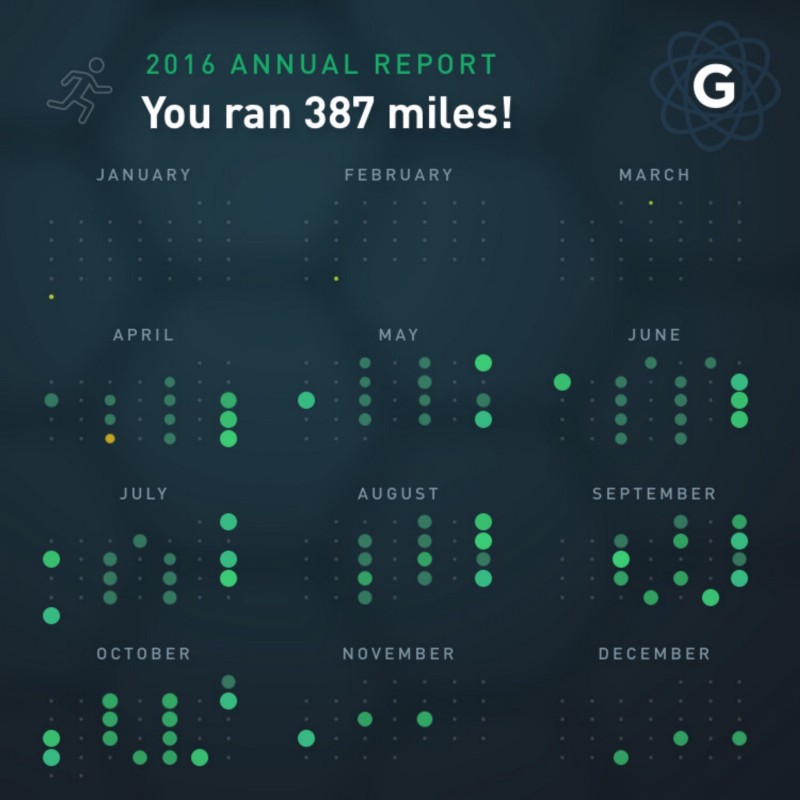 2016 ANNUAL REPORT
You ran 387 miles!
G
JANUARY FEBRUARY MARCH
APRIL MAY JUNE
JULY AUGUST SEPTEMBER
OCTOBER NOVEMBER DECEMBER